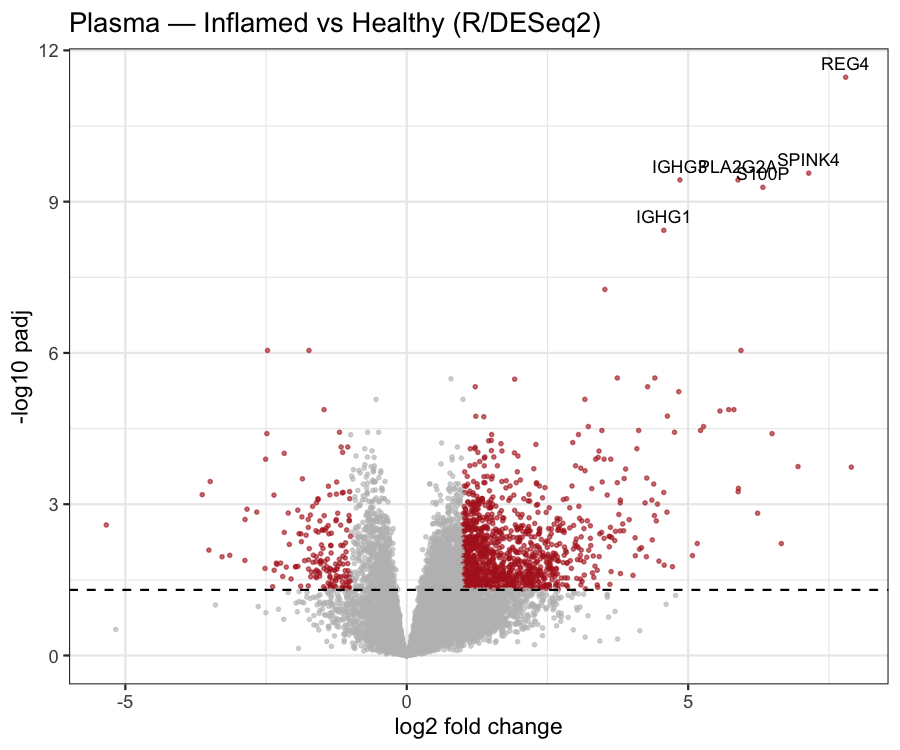 Plasma — Inflamed vs Healthy (R/DESeq2)
12
REG4
SPINK4
IGHG3
PLA2G2A
S100P
9
IGHG1
6
3
0
-log10 padj
-5
0
5
log2 fold change